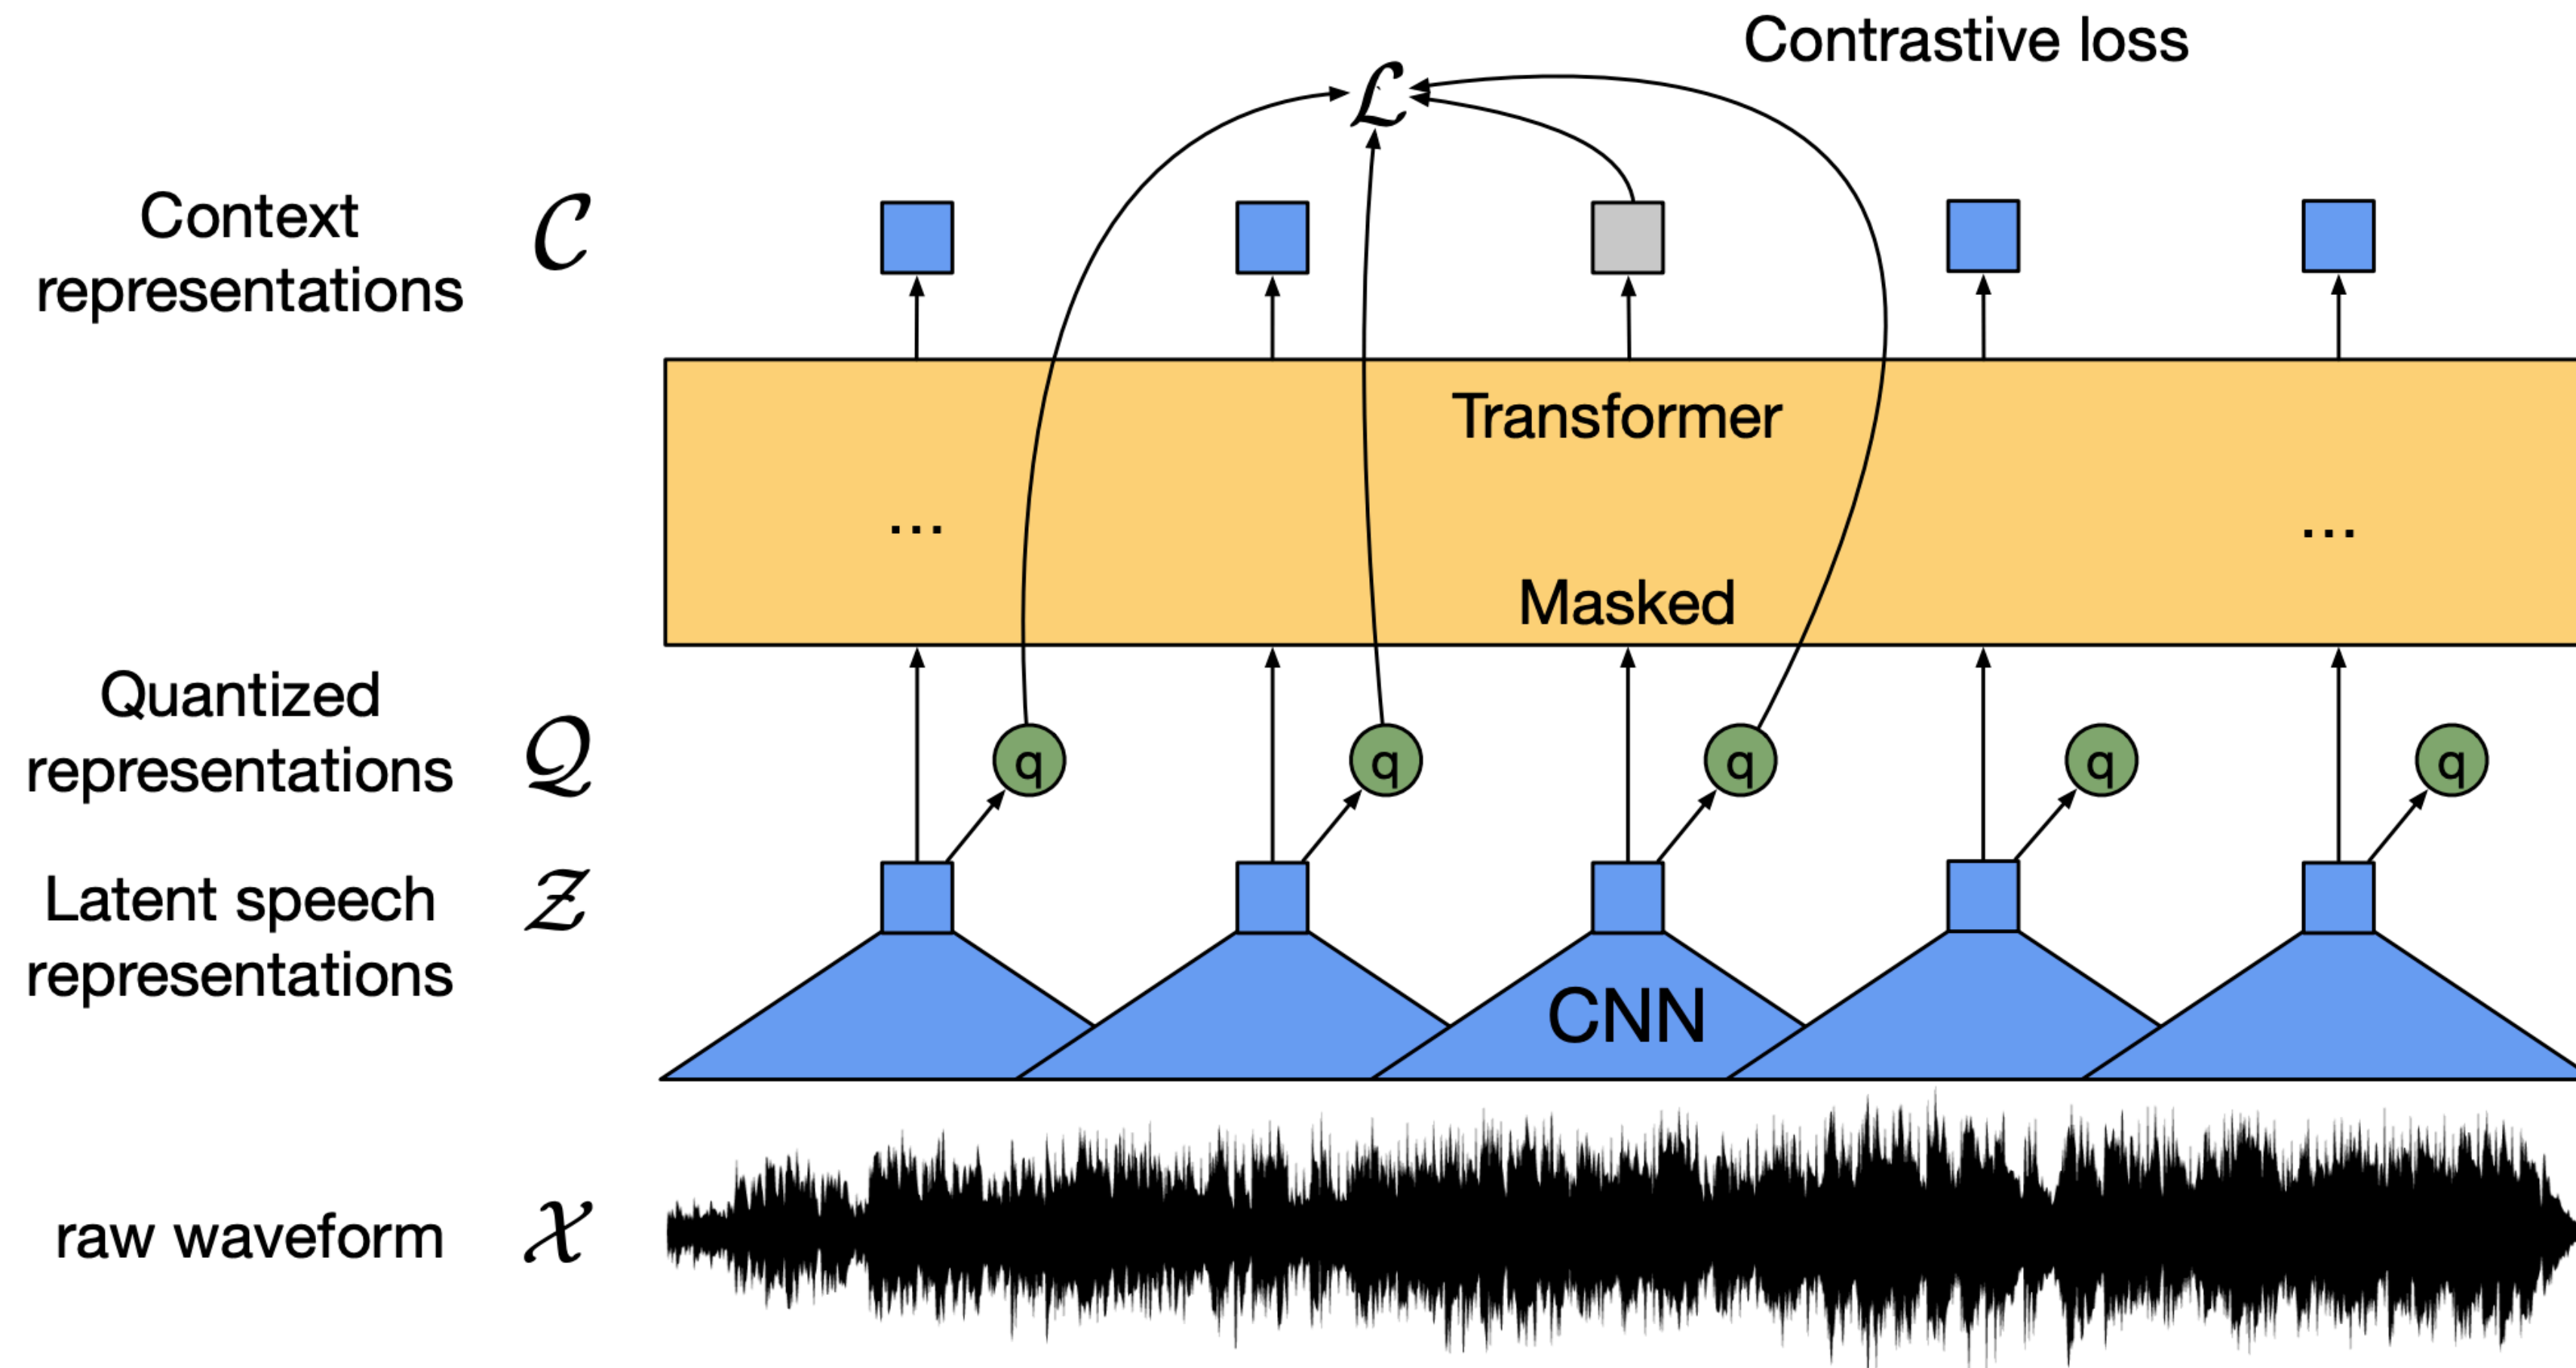 Contrastive loss
ℒ
Context
representations
𝒞
Transformer
...
...
Masked
Quantized
representations
𝒬
q
q
q
q
q
Latent speech
representations
𝒵
CNN
raw waveform
𝒳